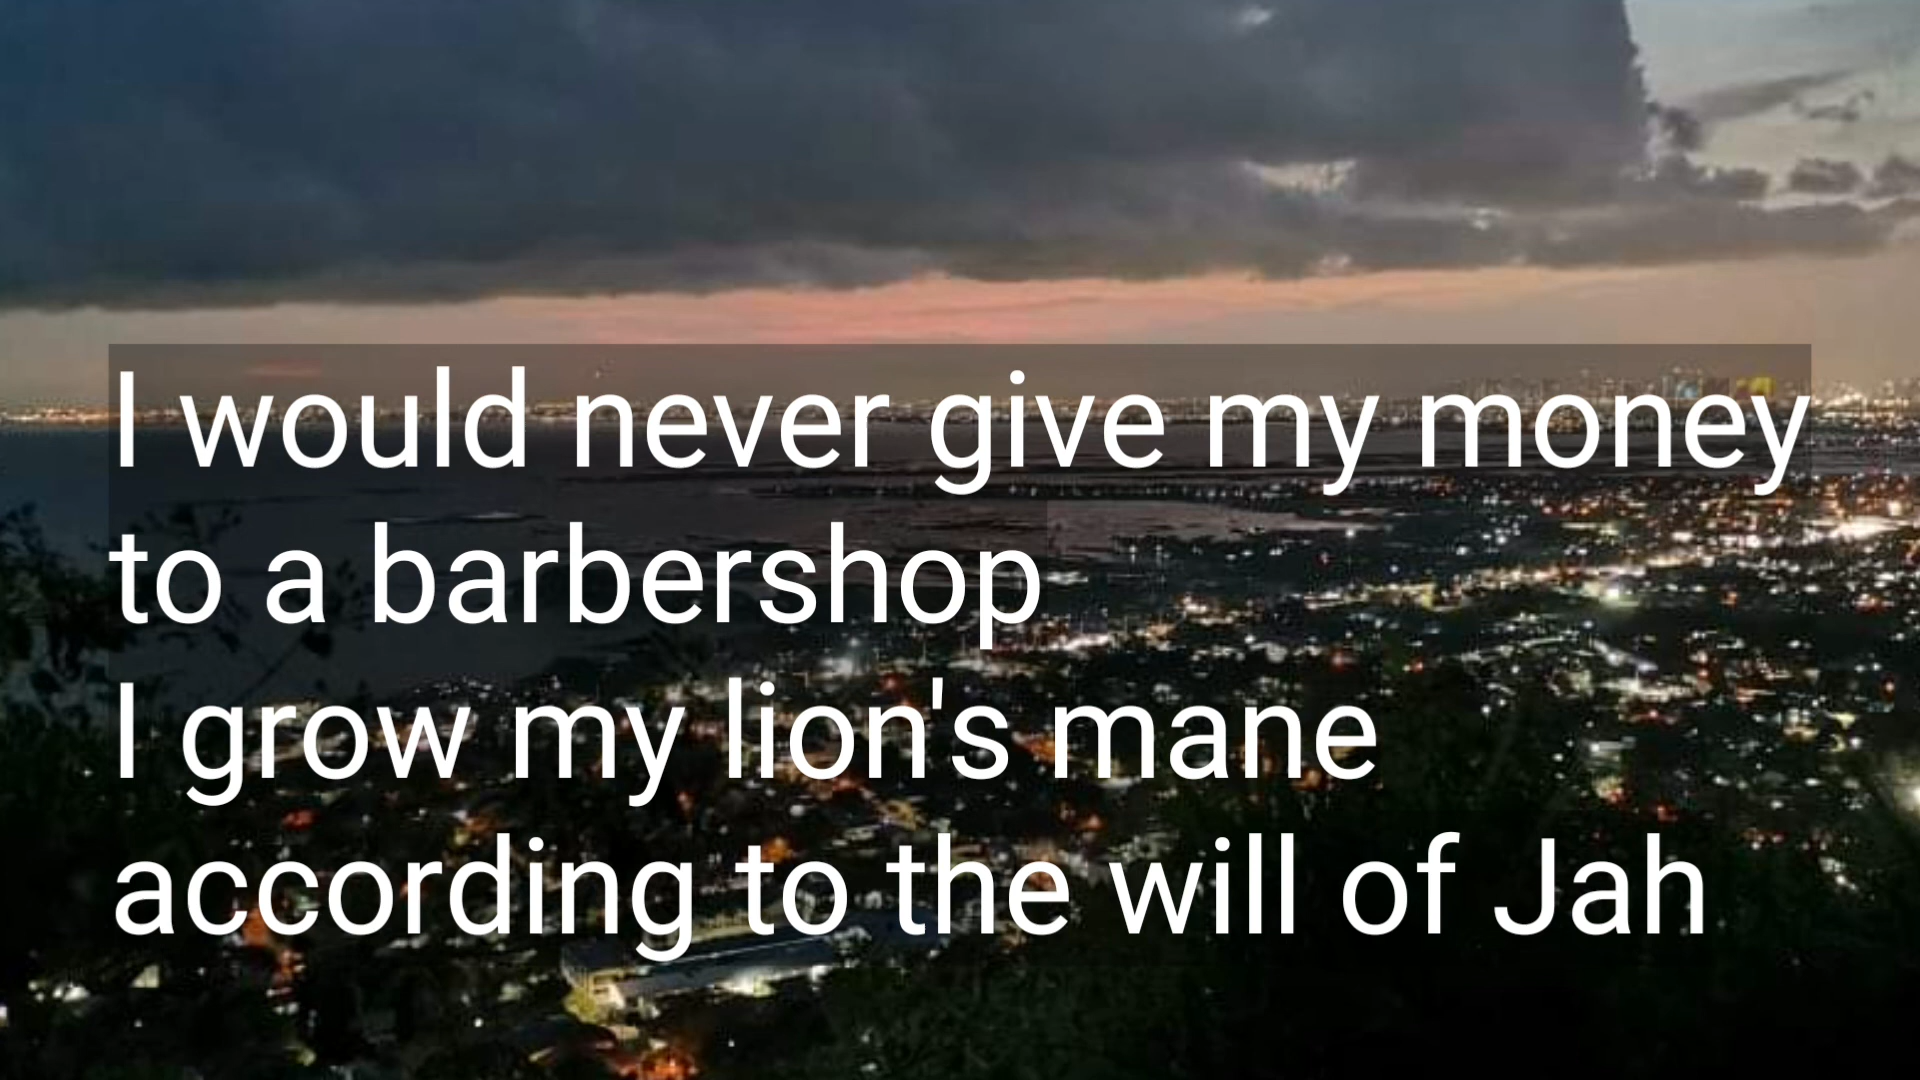 I would never give my money
to a barbershop
I grow my lion's mane
according to the will of Jah